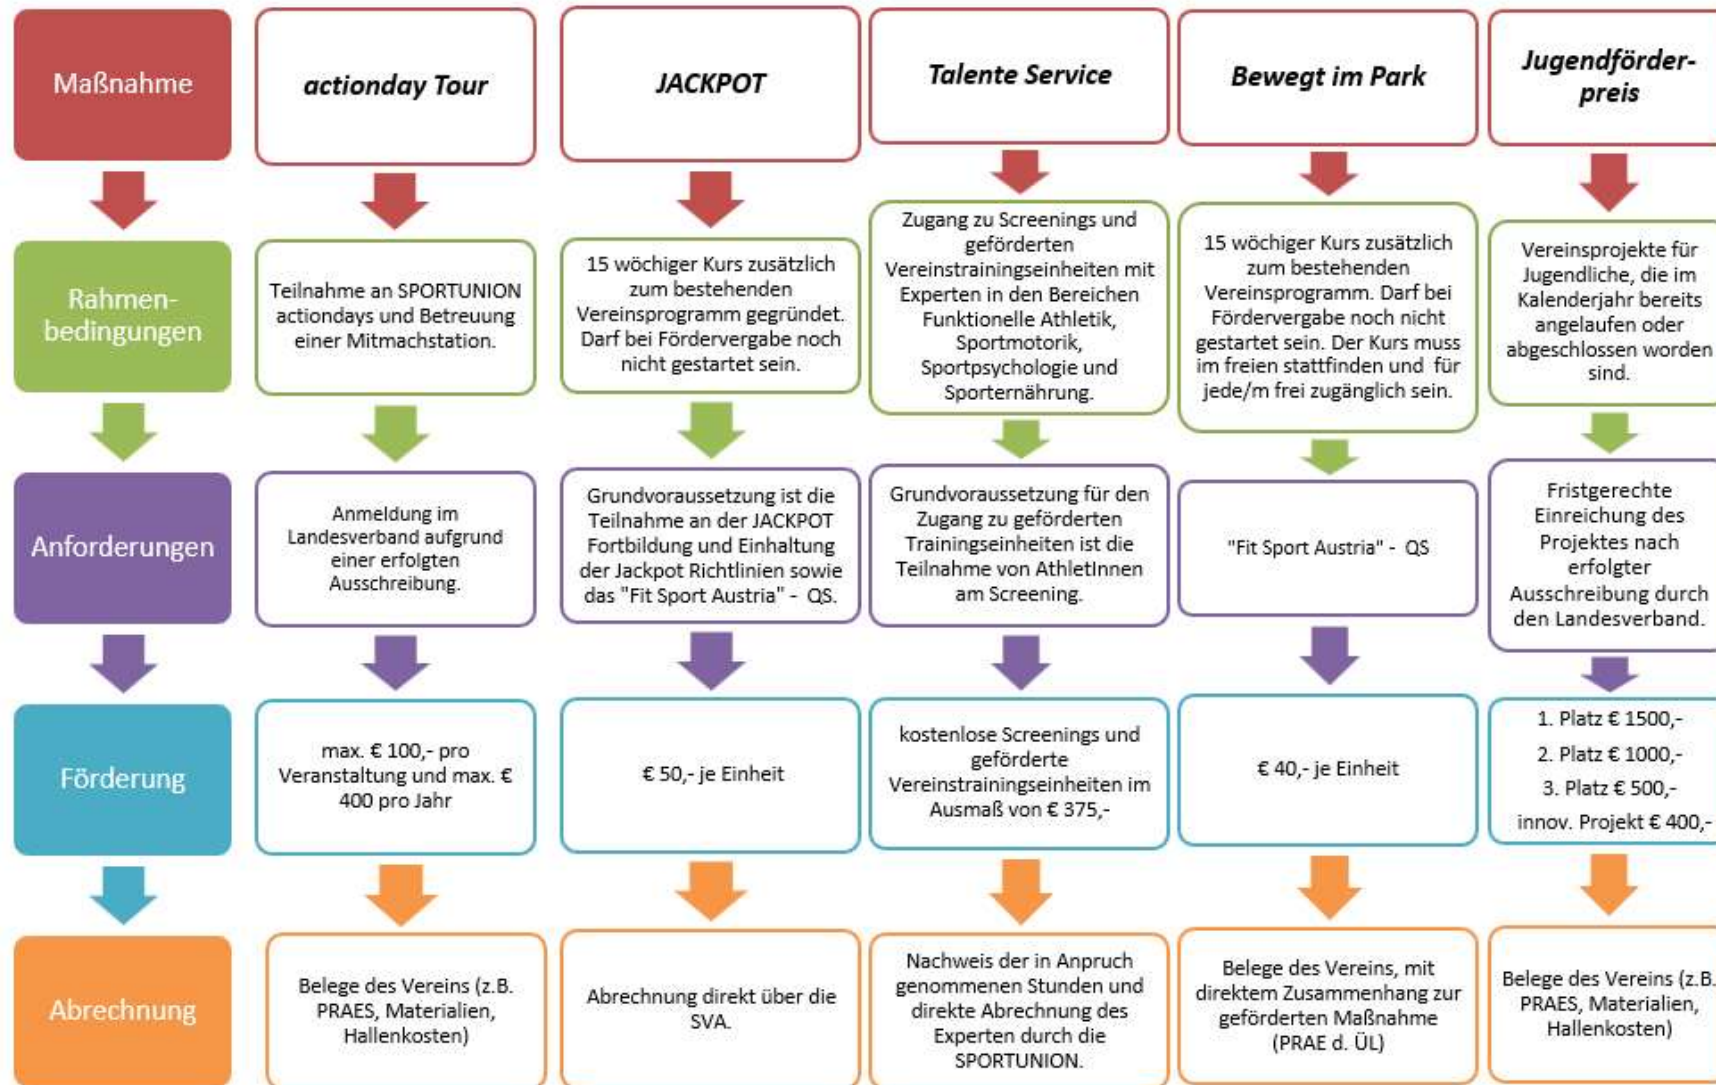 Maßnahme
actionday Tour
JACKPOT
Talente Service
Bewegt im Park
Jugendförder-
preis
Rahmen-
bedingungen
Teilnahme an SPORTUNION
actiondays und Betreuung
einer Mitmachstation.
15 wöchiger Kurs zusätzlich
zum bestehenden
Vereinsprogramm gegründet.
Darf bei Fördervergabe noch
nicht gestartet sein.
Zugang zu Screenings und
geförderten
Vereinstrainingseinheiten mit
Experten in den Bereichen
Funktionelle Athletik,
Sportmotorik,
Sportpsychologie und
Sporternährung.
15 wöchiger Kurs zusätzlich
zum bestehenden
Vereinsprogramm. Darf bei
Fördervergabe noch nicht
gestartet sein. Der Kurs muss
im freien stattfinden und für
jede/m frei zugänglich sein.
Vereinsprojekte für
Jugendliche, die im
Kalenderjahr bereits
angelaufen oder
abgeschlossen worden
sind.
Anforderungen
Anmeldung im
Landesverband aufgrund
einer erfolgten
Ausschreibung.
Grundvoraussetzung ist die
Teilnahme an der JACKPOT
Fortbildung und Einhaltung
der Jackpot Richtlinien sowie
das "Fit Sport Austria" - QS.
Grundvoraussetzung für den
Zugang zu geförderten
Trainingseinheiten ist die
Teilnahme von AthletInnen
am Screening.
"Fit Sport Austria" - QS
Fristgerechte
Einreichung des
Projektes nach
erfolgter
Ausschreibung durch
den Landesverband.
Förderung
max. € 100,- pro
Veranstaltung und max. €
400 pro Jahr
€ 50,- je Einheit
kostenlose Screenings und
geförderte
Vereinstrainingseinheiten im
Ausmaß von € 375,-
€ 40,- je Einheit
1. Platz € 1500,-
2. Platz € 1000,-
3. Platz € 500,-
innov. Projekt € 400,-
Abrechnung
Belege des Vereins (z.B.
PRAES, Materialien,
Hallenkosten)
Abrechnung direkt über die
SVA.
Nachweis der in Anpruch
genommenen Stunden und
direkte Abrechnung des
Experten durch die
SPORTUNION.
Belege des Vereins, mit
direktem Zusammenhang zur
geförderten Maßnahme
(PRAE d. ÜL)
Belege des Vereins (z.B.
PRAES, Materialien,
Hallenkosten)